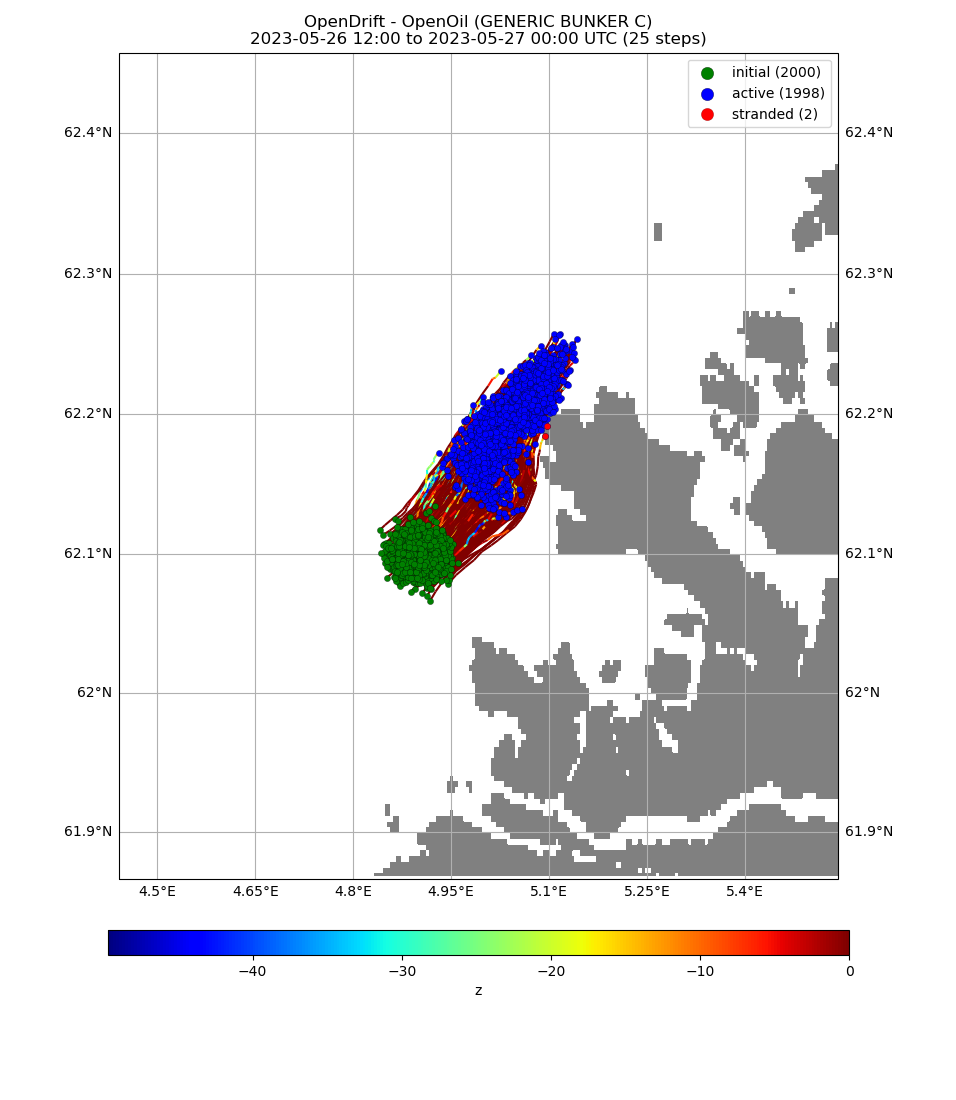 OpenDrift - OpenOil (GENERIC BUNKER C)
2023-05-26 12:00 to 2023-05-27 00:00 UTC (25 steps)
initial (2000)
active (1998)
stranded (2)
62.4°N 62.4°N
62.3°N 62.3°N
62.2°N 62.2°N
62.1°N 62.1°N
62°N 62°N
61.9°N 61.9°N
4.5°E 4.65°E 4.8°E 4.95°E 5.1°E 5.25°E 5.4°E
−40 −30 −20 −10 0
z